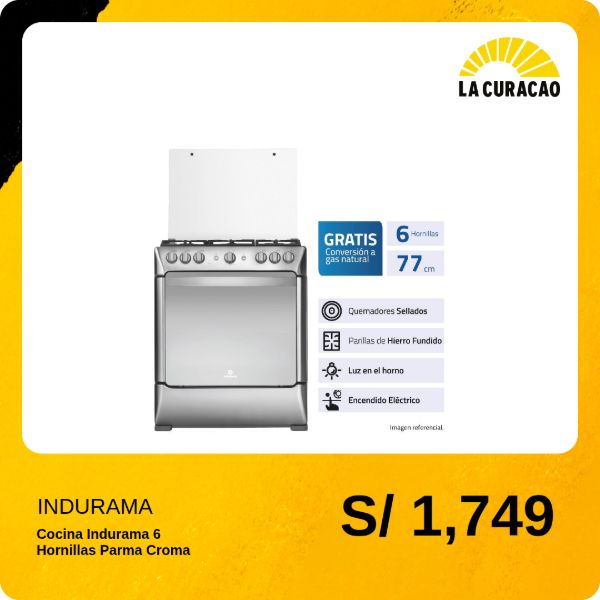 LA CURACAO
GRATIS
Conversión a
gas natural
6 Hornillas
77 cm
Quemadores Sellados
Parillas de Hierro Fundido
Luz en el horno
Encendido Eléctrico
Imagen referencial.
INDURAMA
Cocina Indurama 6
Hornillas Parma Croma
S/ 1,749